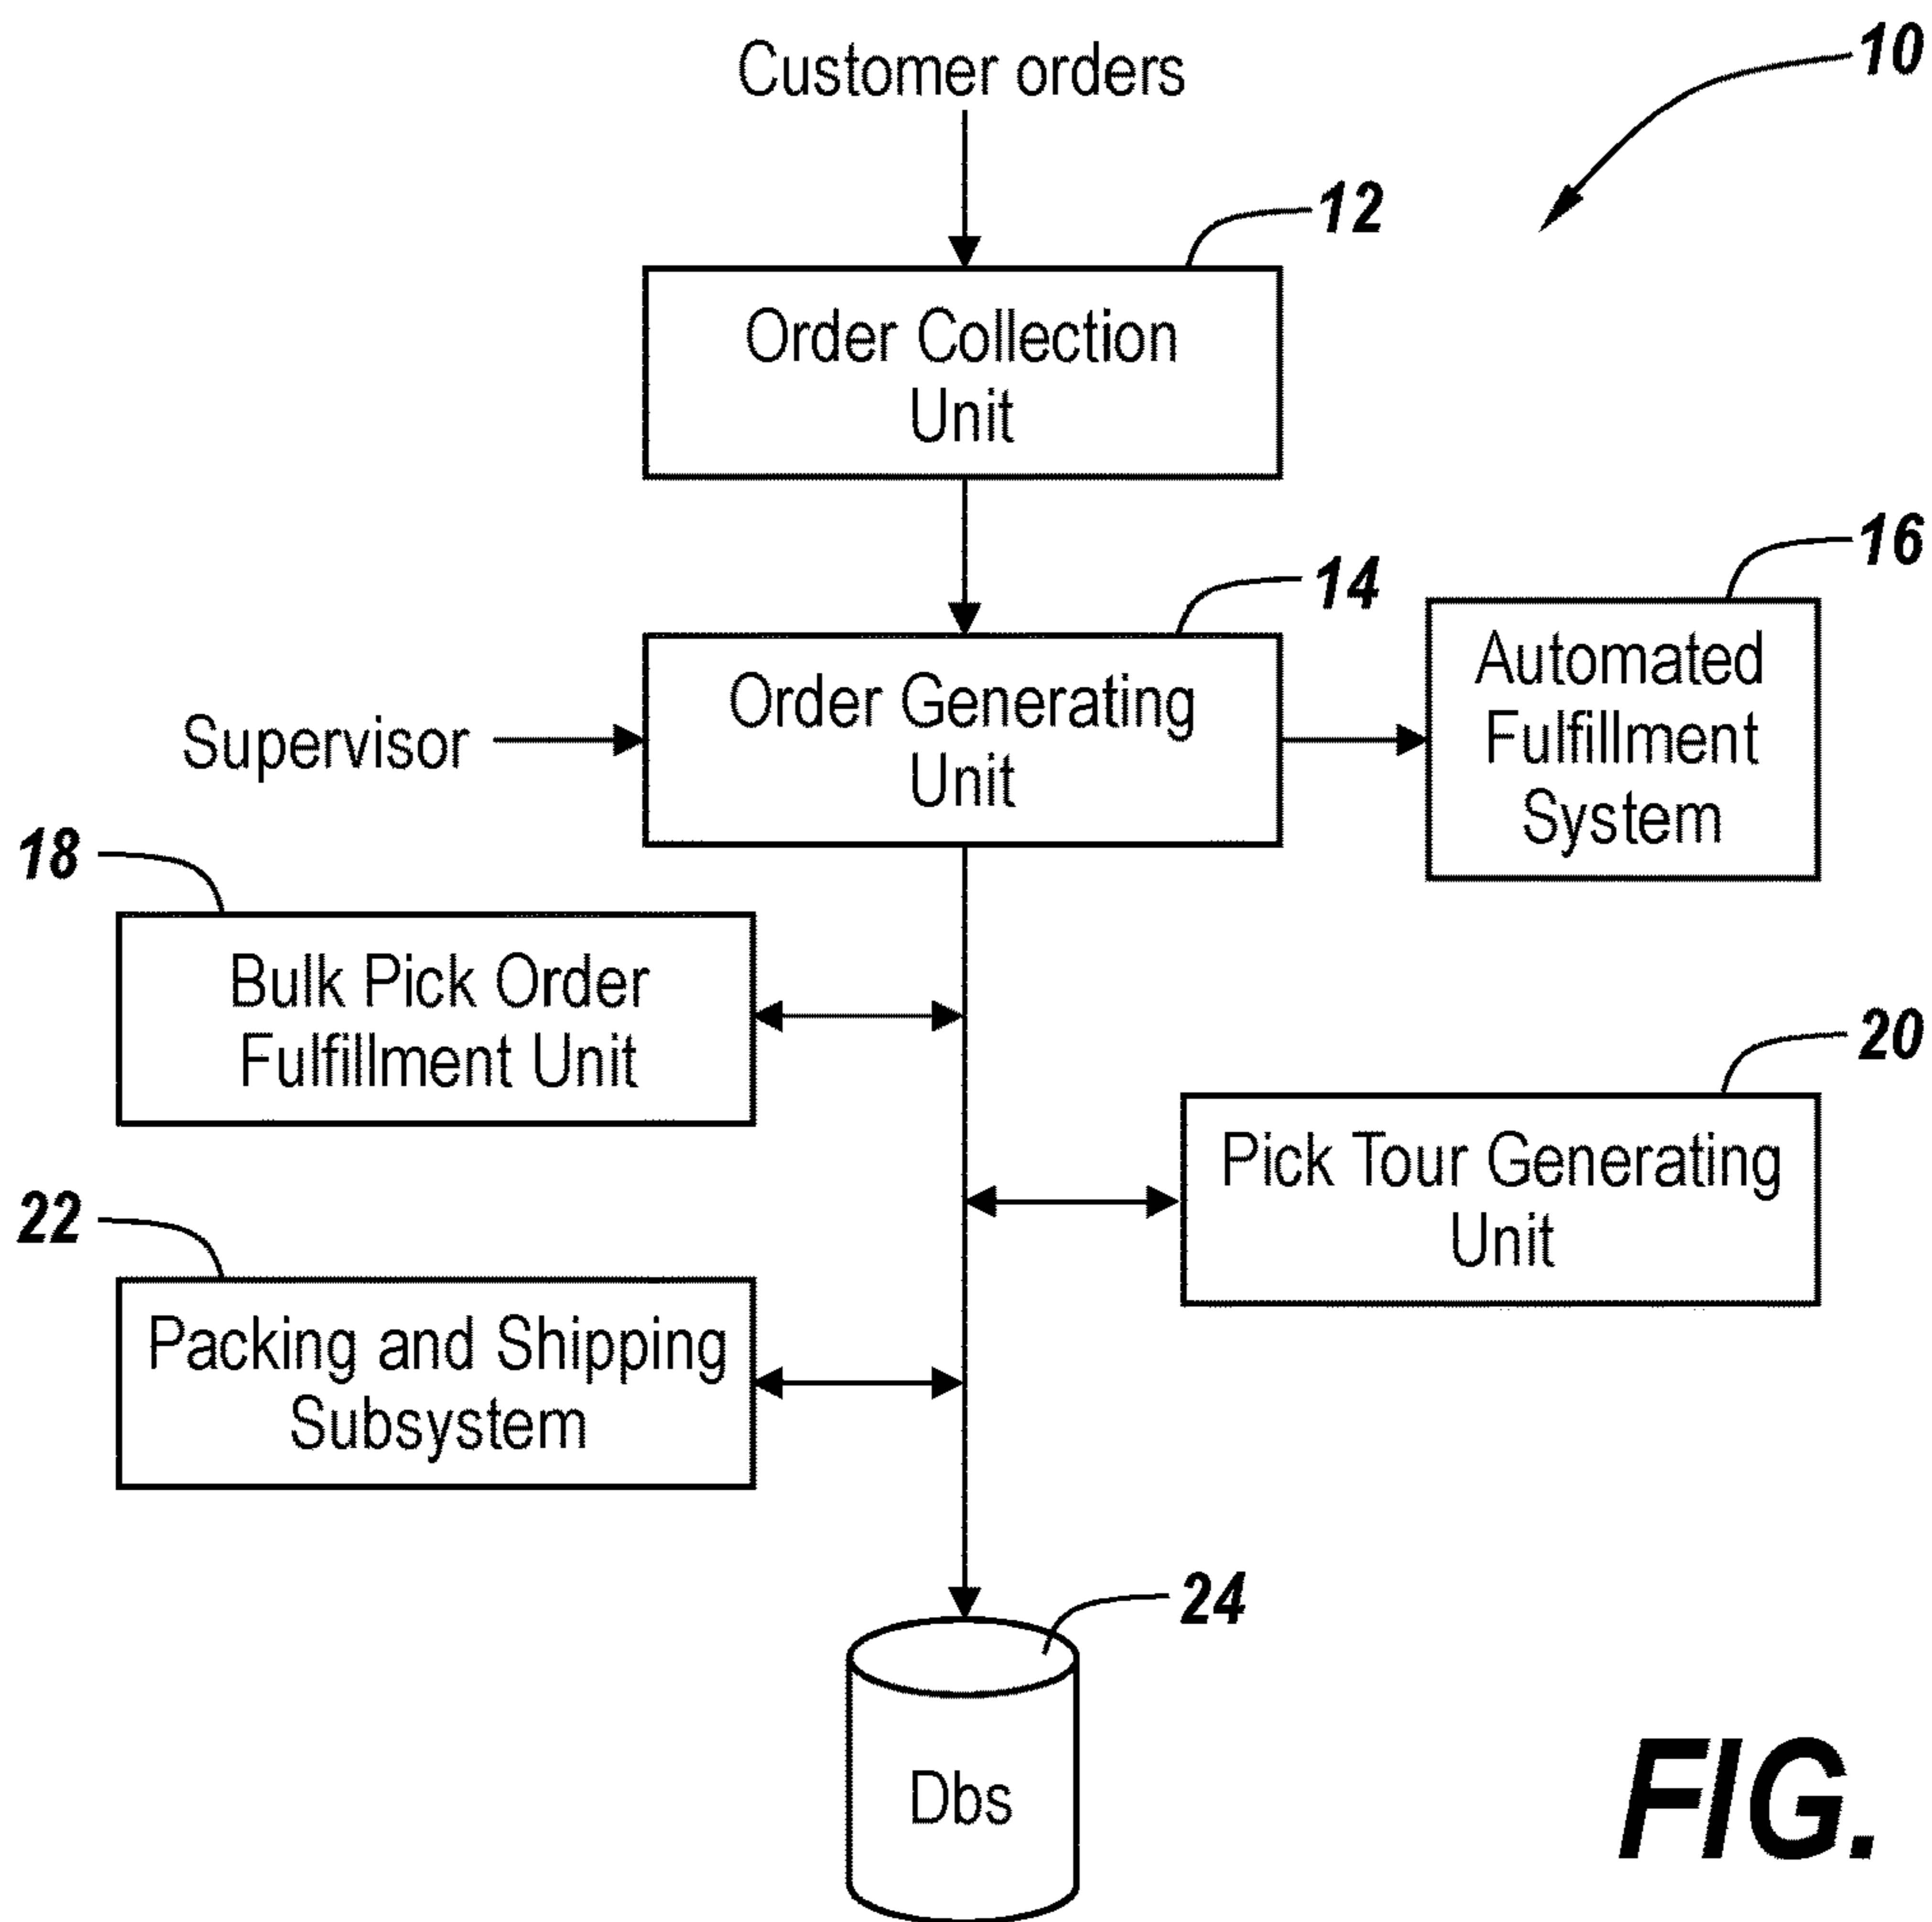 10
Customer orders
12
Order Collection
Unit
14
16
Order Generating
Unit
Automated
Fulfillment
System
Supervisor
18
Bulk Pick Order
Fulfillment Unit
20
Pick Tour Generating
Unit
22
Packing and Shipping
Subsystem
24
Dbs
FIG.